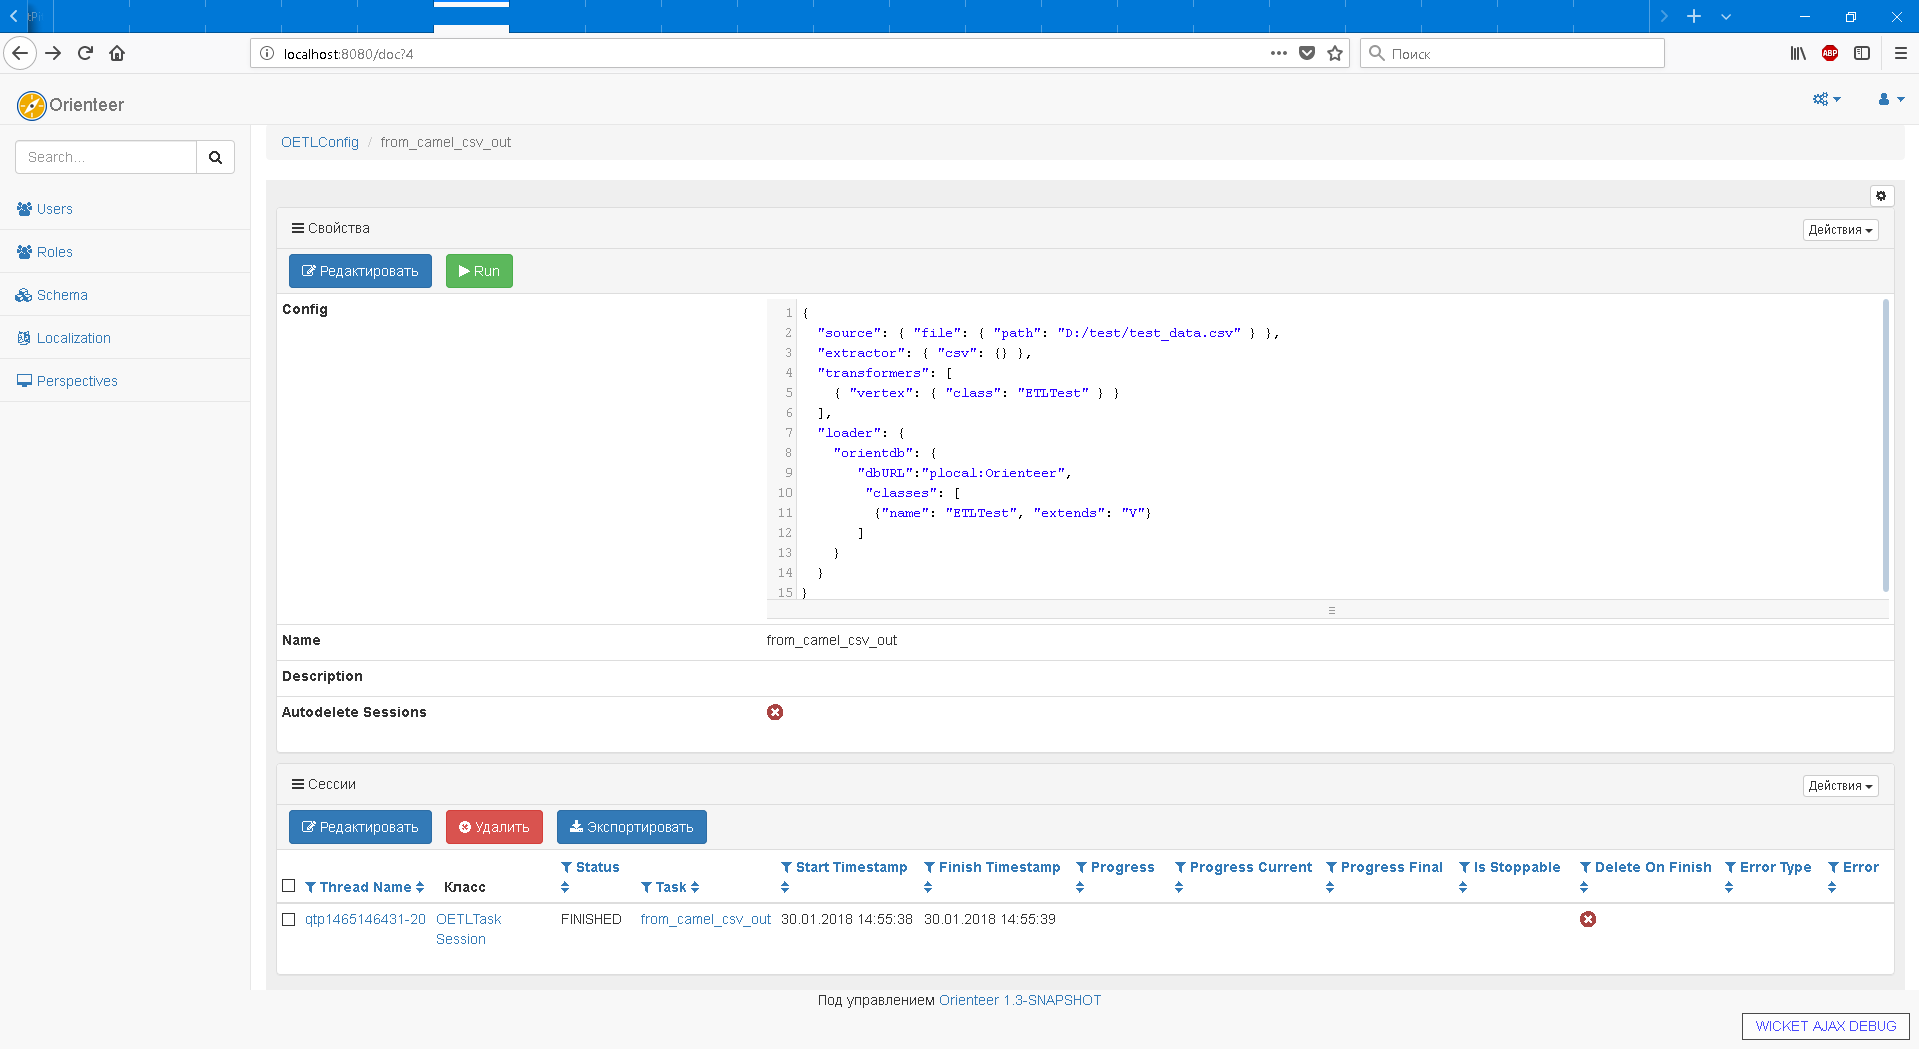 localhost:8080/doc?4
Поиск
ABP
Orienteer
Search...
OETLConfig / from_camel_csv_out
Users
Roles
Schema
Localization
Perspectives
Свойства
Действия
Редактировать
Run
Config
1 {
2 "source": { "file": { "path": "D:/test/test_data.csv" } },
3 "extractor": { "csv": {} },
4 "transformers": [
5 { "vertex": { "class": "ETLTest" } }
6 ],
7 "loader": {
8 "orientdb": {
9 "dbURL":"plocal:Orienteer",
10 "classes": [
11 {"name": "ETLTest", "extends": "V"}
12 ]
13 }
14 }
15 }
Name from_camel_csv_out
Description
Autodelete Sessions
Сессии
Действия
Редактировать Удалить Экспортировать
Thread Name Класс Status Task Start Timestamp Finish Timestamp Progress Progress Current Progress Final Is Stoppable Delete On Finish Error Type Error
qtp1465146431-20 OETLTask FINISHED from_camel_csv_out 30.01.2018 14:55:38 30.01.2018 14:55:39
Session
Под управлением Orienteer 1.3-SNAPSHOT
WICKET AJAX DEBUG